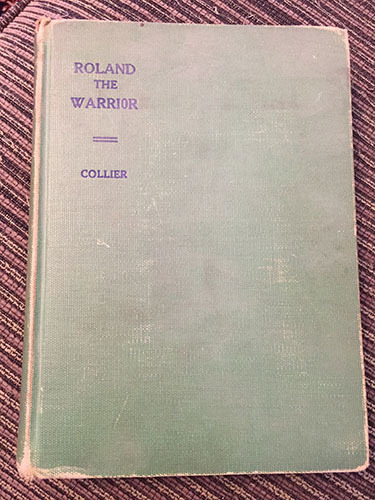 ROLAND
THE
WARRIOR
COLLIER